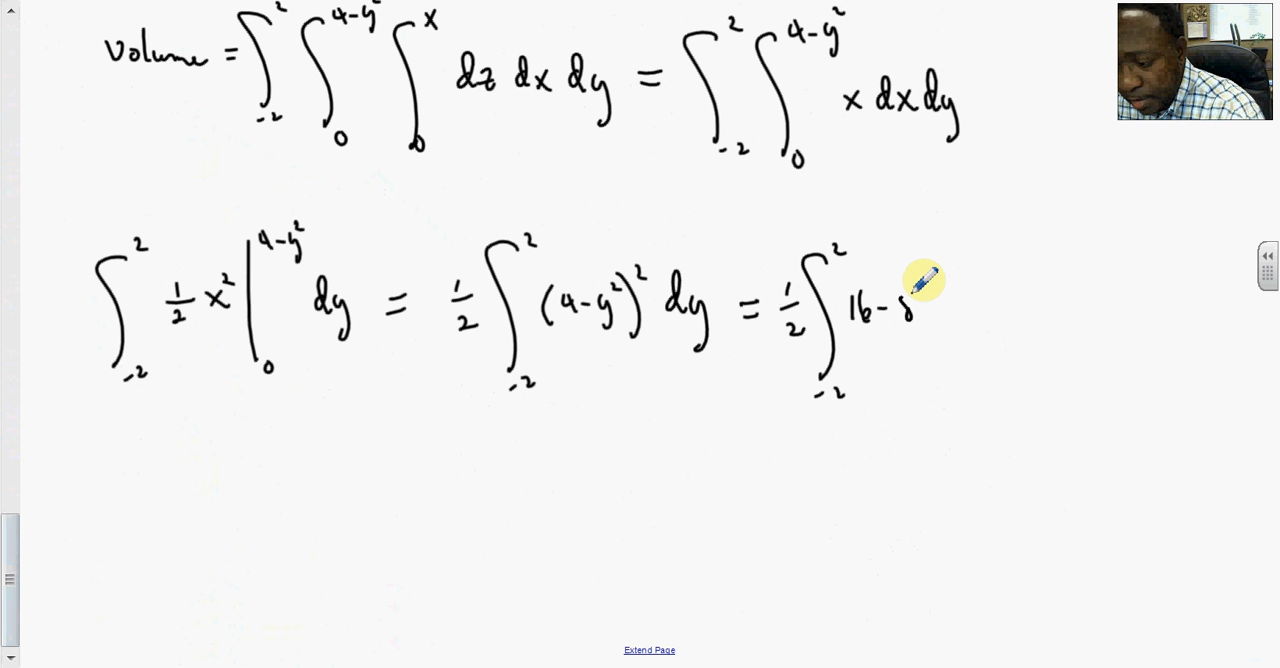 Volume = ∫_{-2}^{2} ∫_{0}^{4-y²} ∫_{0}^{x} dz dx dy = ∫_{-2}^{2} ∫_{0}^{4-y²} x dx dy
∫_{-2}^{2} 1/2 x² |_{0}^{4-y²} dy = 1/2 ∫_{-2}^{2} (4-y²)² dy = 1/2 ∫_{-2}^{2} 16-8
Extend Page